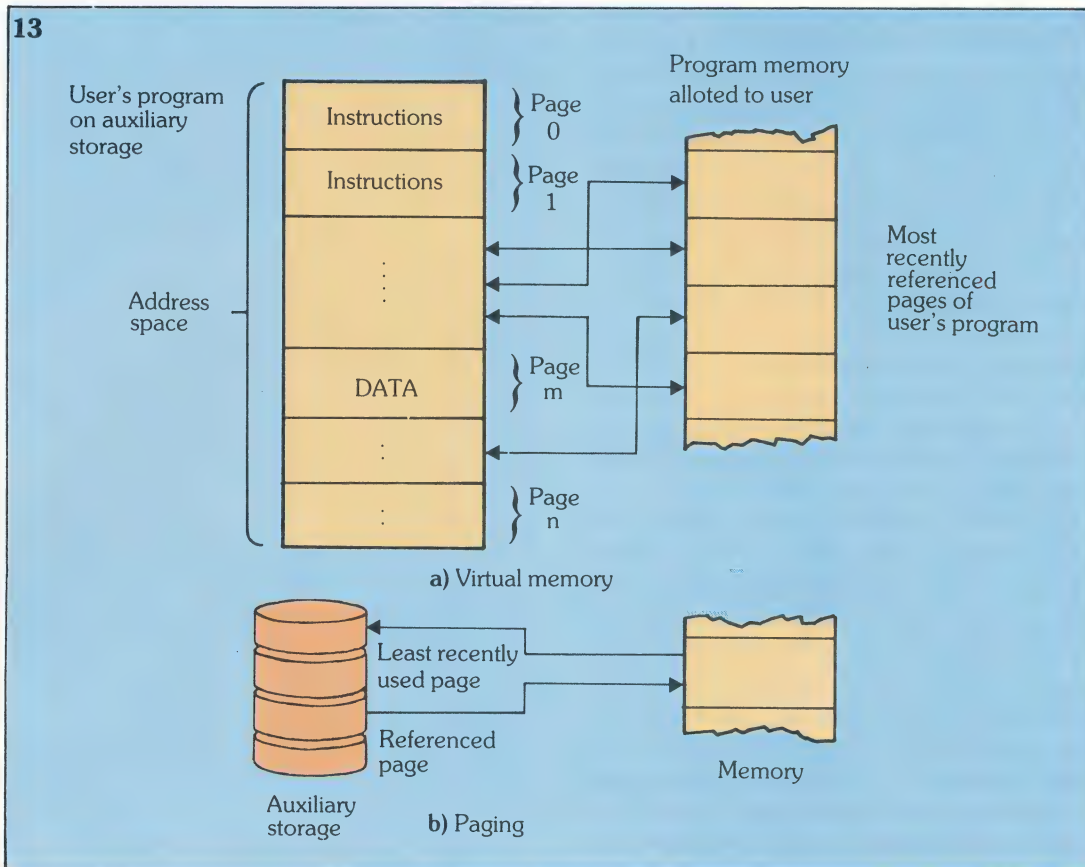 13
User's program
on auxiliary
storage
Address
space
Instructions
Instructions
DATA
} Page
0
} Page
1
} Page
m
} Page
n
Program memory
alloted to user
Most
recently
referenced
pages of
user's program
a) Virtual memory
Least recently
used page
Referenced
page
Auxiliary
storage
Memory
b) Paging